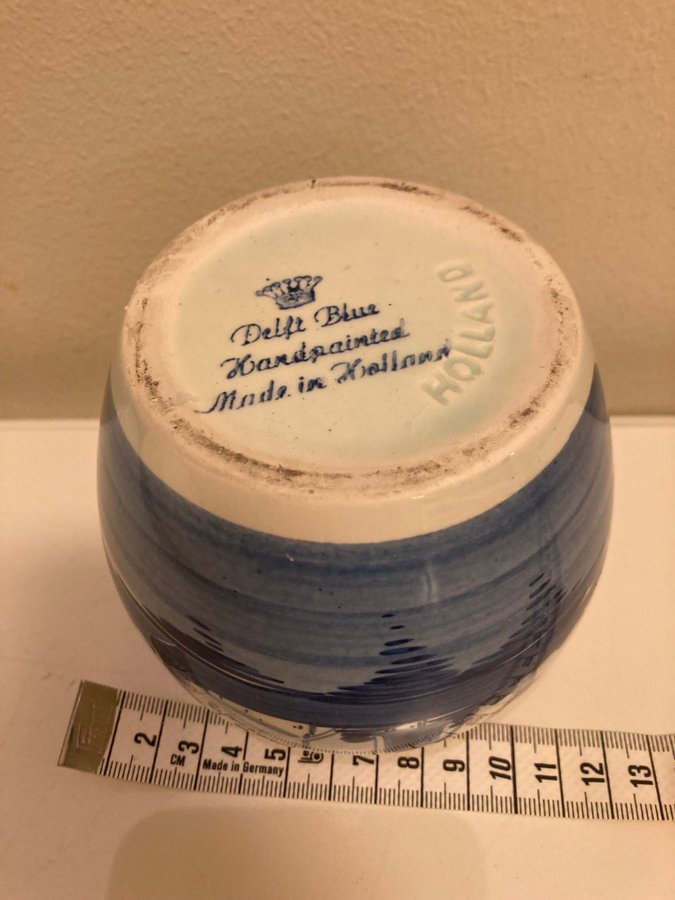 Delft Blue
Handpainted
Made in Holland
HOLLAND
2 3 4 5 7 8 9 10 11 12 13
CM Made in Germany